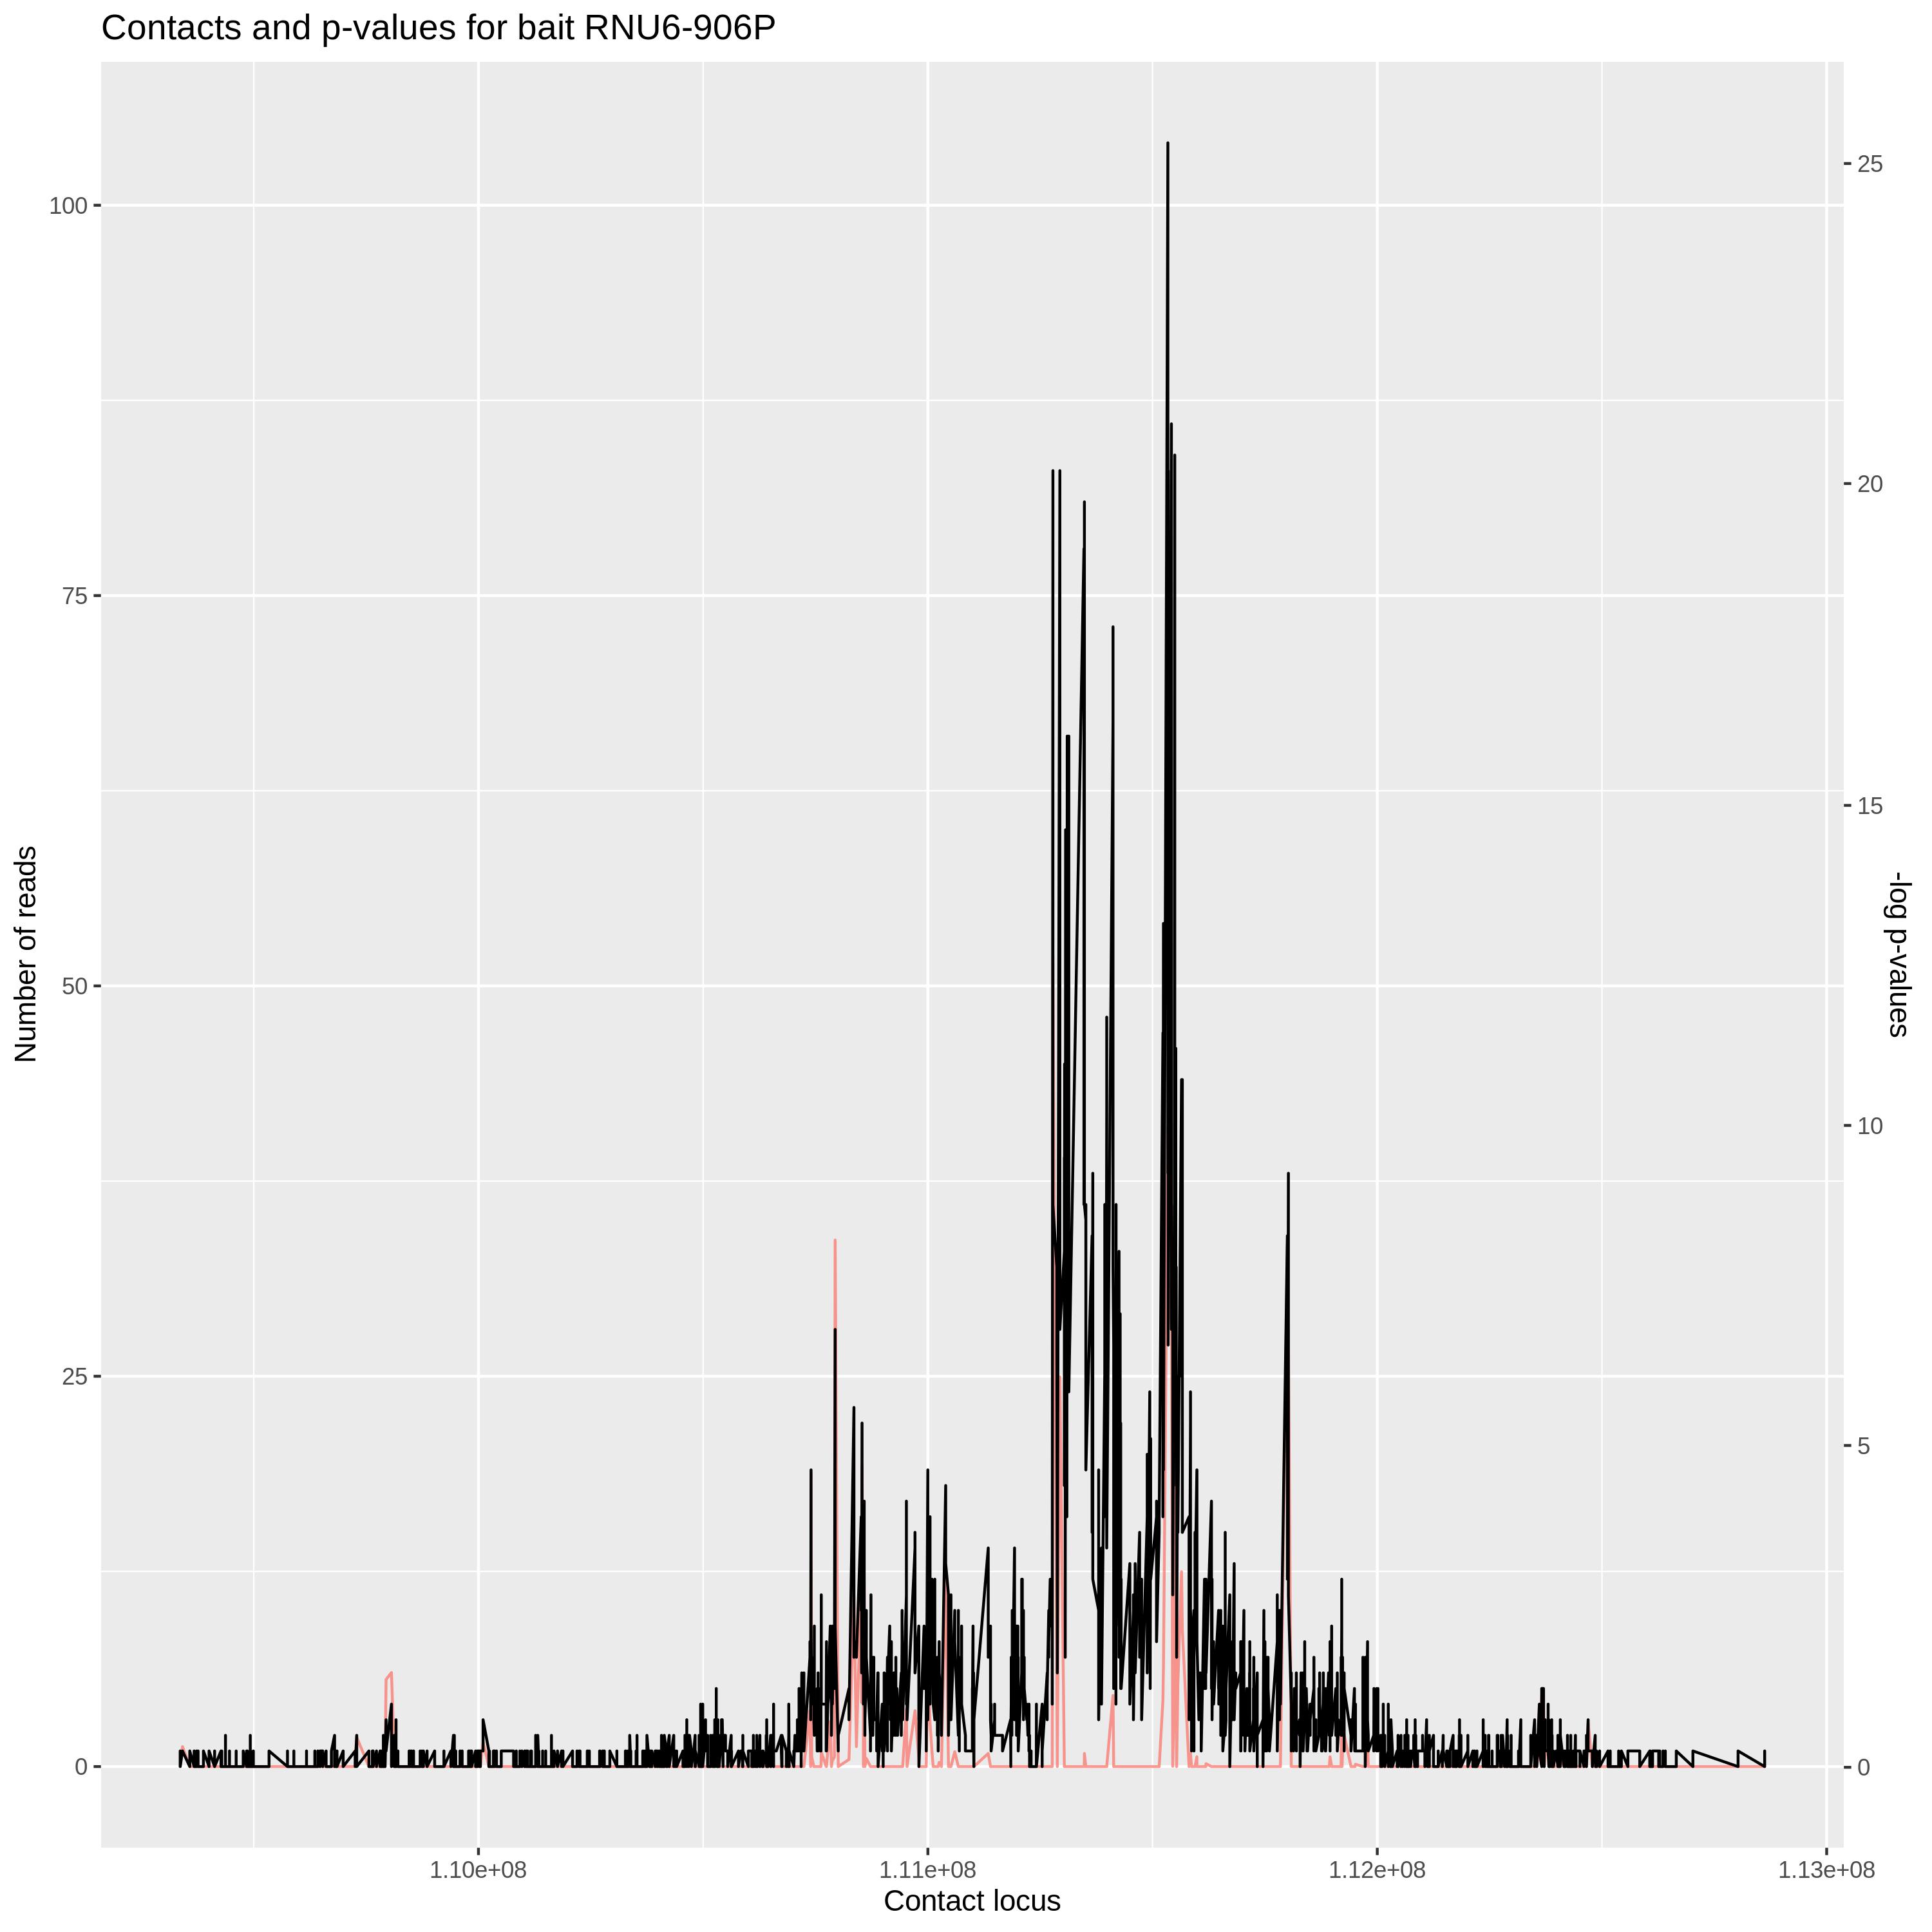 Contacts and p-values for bait RNU6-906P
100
75
50
25
0
Number of reads
25
20
15
10
5
0
-log p-values
1.10e+08
1.11e+08
1.12e+08
1.13e+08
Contact locus